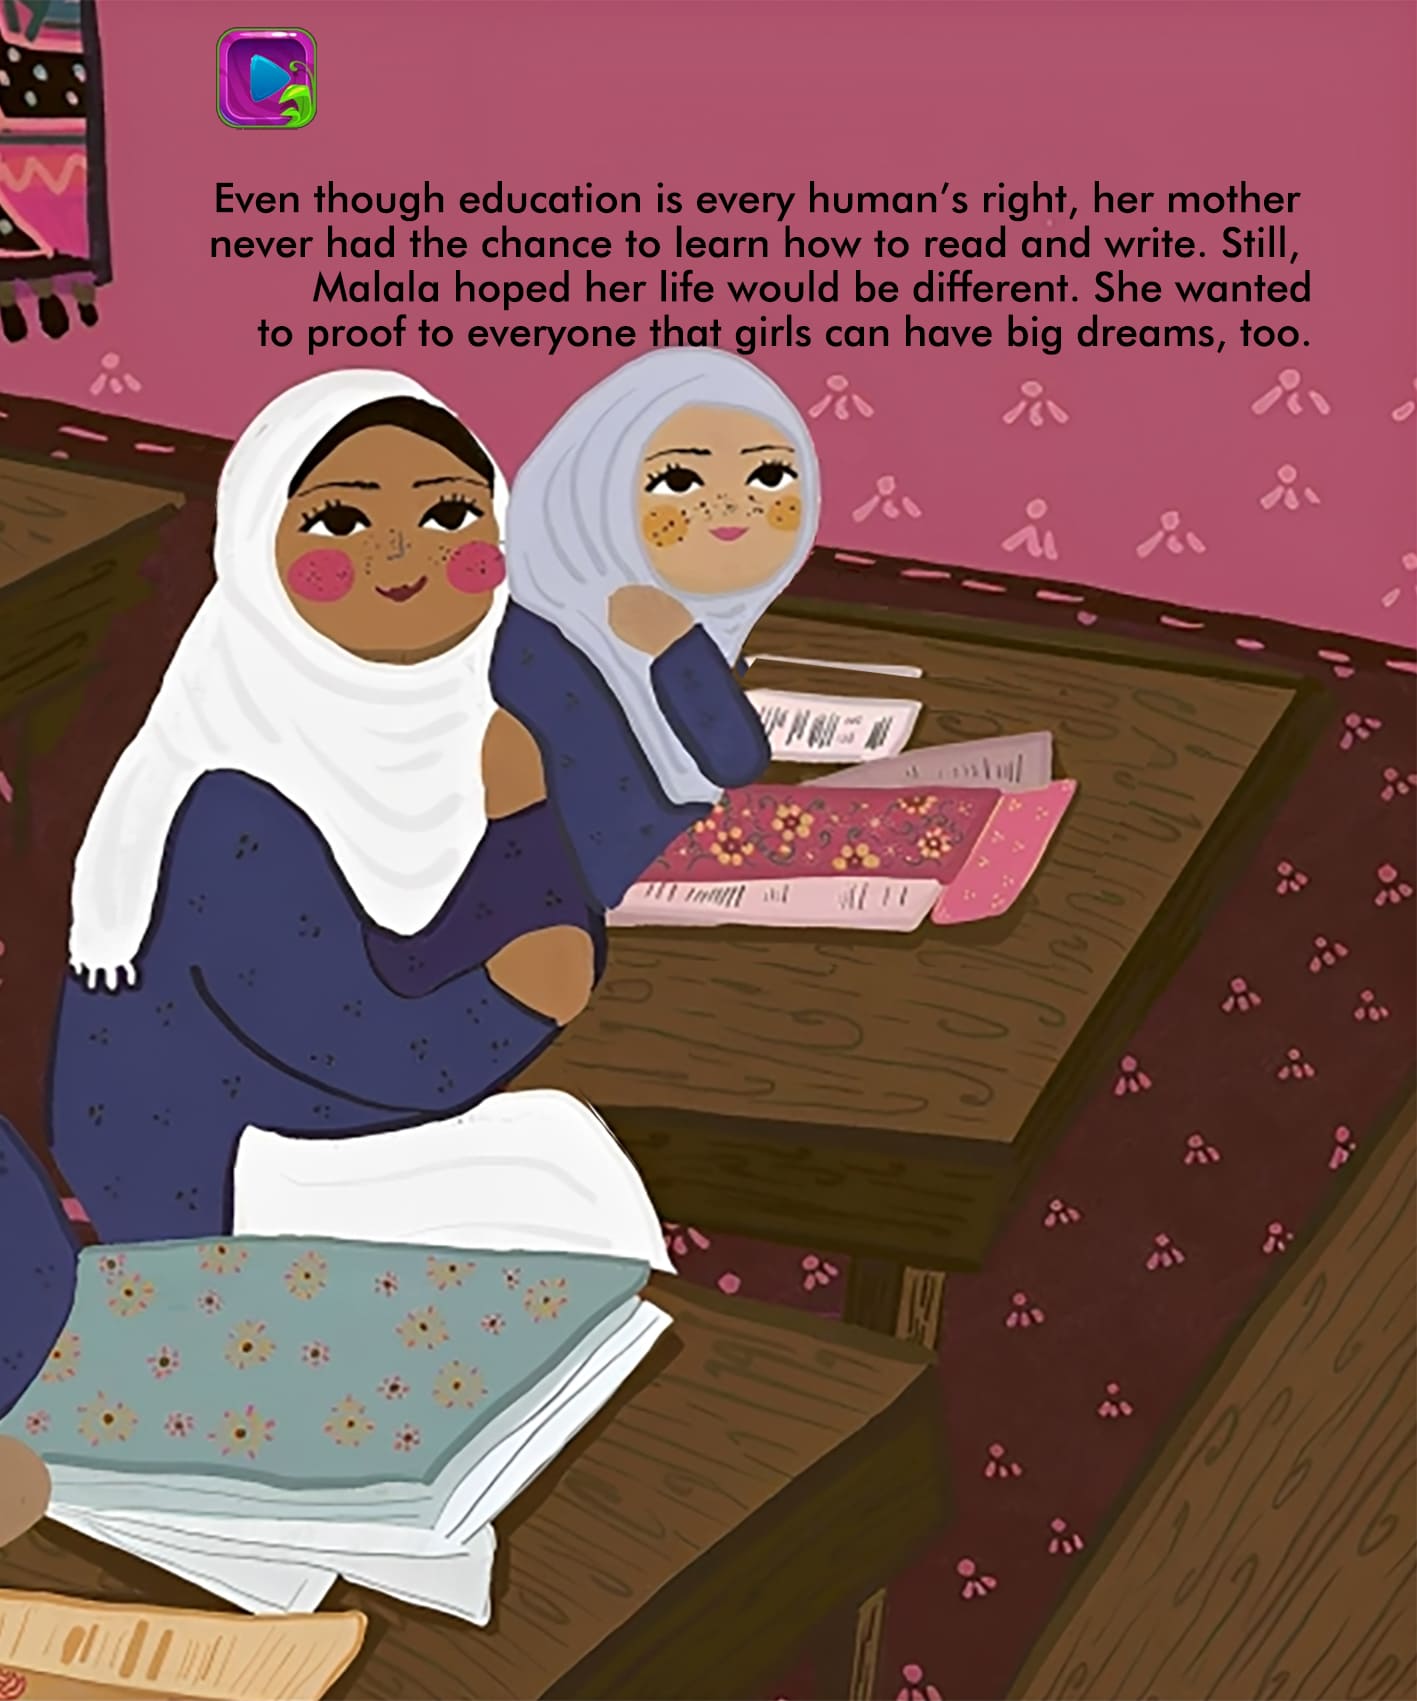 Even though education is every human’s right, her mother
never had the chance to learn how to read and write. Still,
Malala hoped her life would be different. She wanted
to proof to everyone that girls can have big dreams, too.